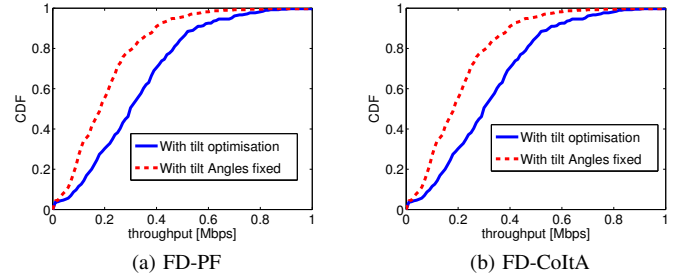 1
0.8
0.6
0.4
0.2
0
CDF
With tilt optimisation
With tilt Angles fixed
0 0.2 0.4 0.6 0.8 1
throughput [Mbps]
(a) FD-PF
1
0.8
0.6
0.4
0.2
0
CDF
With tilt optimisation
With tilt Angles fixed
0 0.2 0.4 0.6 0.8 1
throughput [Mbps]
(b) FD-CoItA